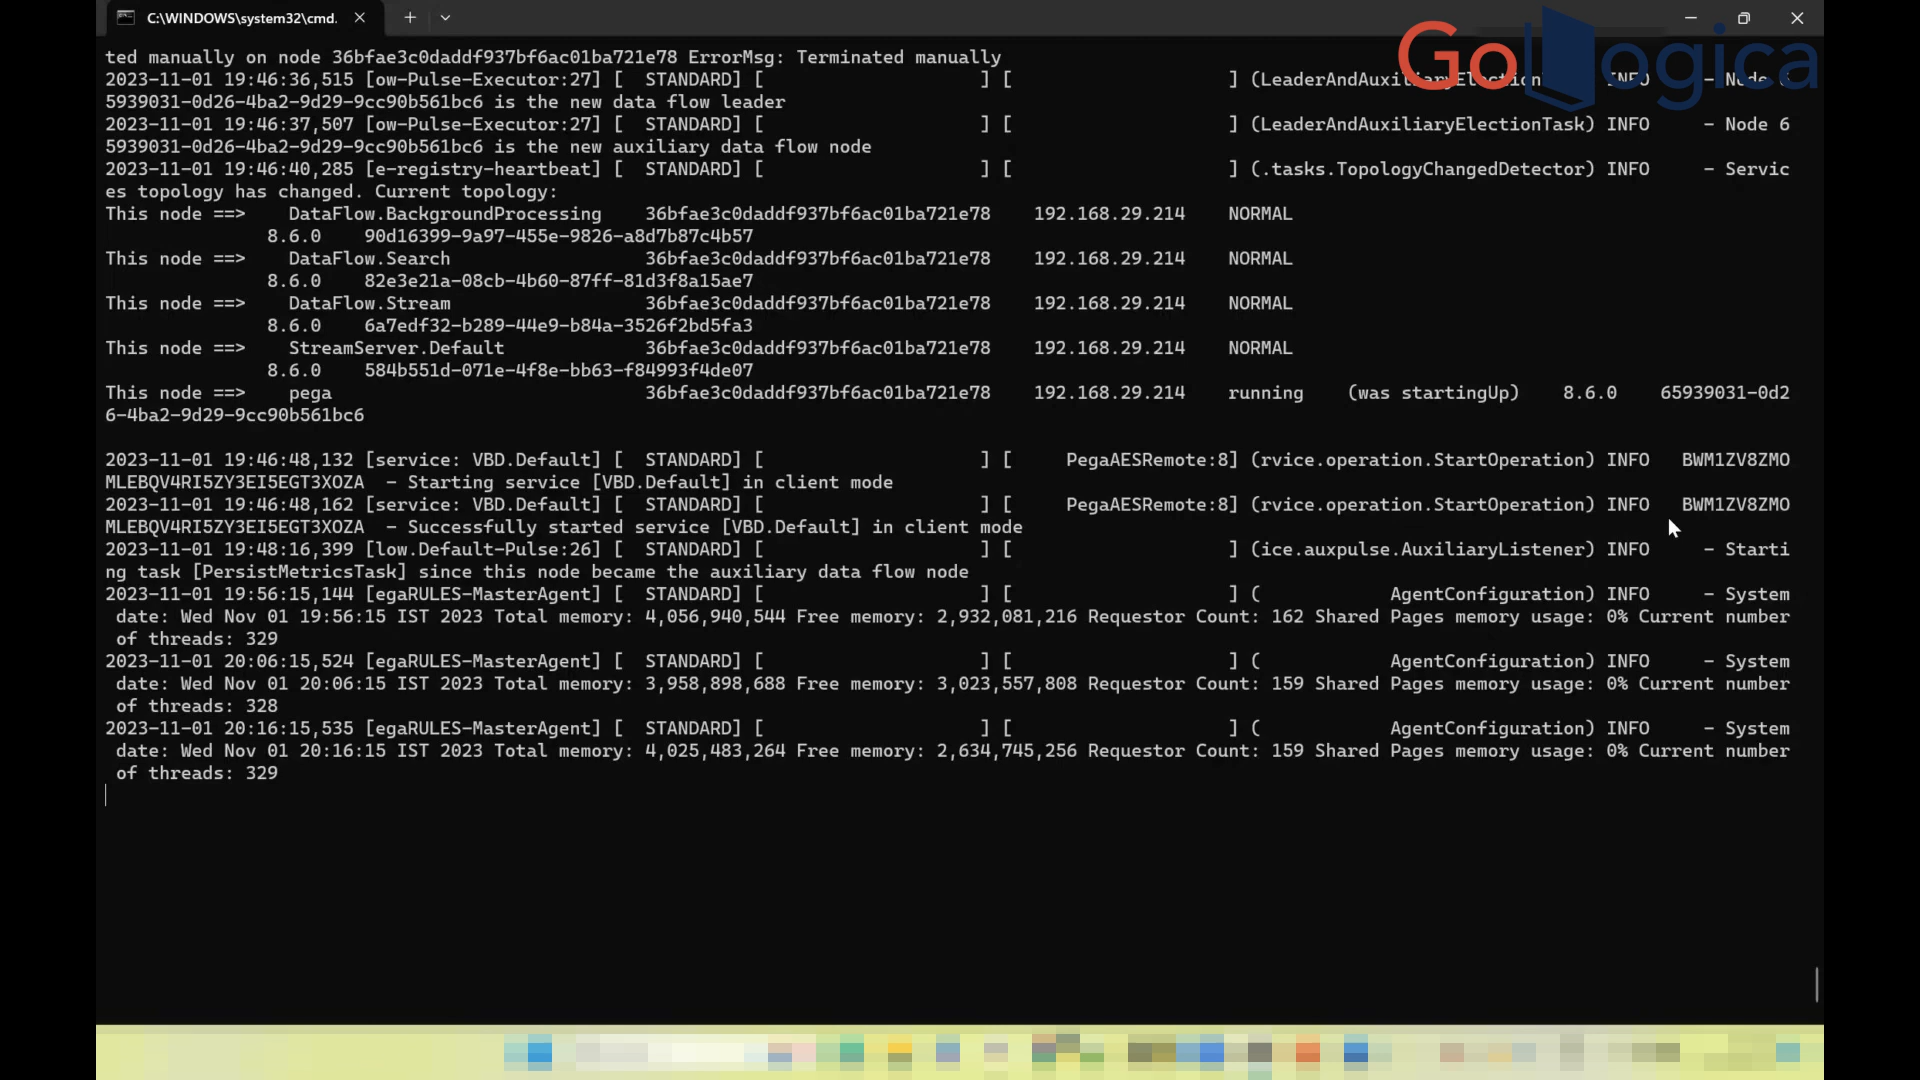 C:\WINDOWS\system32\cmd.
GoLogica
ted manually on node 36bfae3c0daddf937bf6ac01ba721e78 ErrorMsg: Terminated manually
2023-11-01 19:46:36,515 [ow-Pulse-Executor:27] [  STANDARD] [                    ] [                    ] (LeaderAndAuxiliaryElectionTask) INFO     - Node 6
5939031-0d26-4ba2-9d29-9cc90b561bc6 is the new data flow leader
2023-11-01 19:46:37,507 [ow-Pulse-Executor:27] [  STANDARD] [                    ] [                    ] (LeaderAndAuxiliaryElectionTask) INFO     - Node 6
5939031-0d26-4ba2-9d29-9cc90b561bc6 is the new auxiliary data flow node
2023-11-01 19:46:40,285 [e-registry-heartbeat] [  STANDARD] [                    ] [                    ] (.tasks.TopologyChangedDetector) INFO     - Servic
es topology has changed. Current topology:
This node ==>    DataFlow.BackgroundProcessing    36bfae3c0daddf937bf6ac01ba721e78    192.168.29.214    NORMAL
8.6.0    90d16399-9a97-455e-9826-a8d7b87c4b57
This node ==>    DataFlow.Search                  36bfae3c0daddf937bf6ac01ba721e78    192.168.29.214    NORMAL
8.6.0    82e3e21a-08cb-4b60-87ff-81d3f8a15ae7
This node ==>    DataFlow.Stream                  36bfae3c0daddf937bf6ac01ba721e78    192.168.29.214    NORMAL
8.6.0    6a7edf32-b289-44e9-b84a-3526f2bd5fa3
This node ==>    StreamServer.Default             36bfae3c0daddf937bf6ac01ba721e78    192.168.29.214    NORMAL
8.6.0    584b551d-071e-4f8e-bb63-f84993f4de07
This node ==>    pega                             36bfae3c0daddf937bf6ac01ba721e78    192.168.29.214    running    (was startingUp)    8.6.0    65939031-0d2
6-4ba2-9d29-9cc90b561bc6
2023-11-01 19:46:48,132 [service: VBD.Default] [  STANDARD] [                    ] [     PegaAESRemote:8] (rvice.operation.StartOperation) INFO   BWM1ZV8ZMO
MLEBQV4RI5ZY3EI5EGT3XOZA  - Starting service [VBD.Default] in client mode
2023-11-01 19:46:48,162 [service: VBD.Default] [  STANDARD] [                    ] [     PegaAESRemote:8] (rvice.operation.StartOperation) INFO   BWM1ZV8ZMO
MLEBQV4RI5ZY3EI5EGT3XOZA  - Successfully started service [VBD.Default] in client mode
2023-11-01 19:48:16,399 [low.Default-Pulse:26] [  STANDARD] [                    ] [                    ] (ice.auxpulse.AuxiliaryListener) INFO     - Starti
ng task [PersistMetricsTask] since this node became the auxiliary data flow node
2023-11-01 19:56:15,144 [egaRULES-MasterAgent] [  STANDARD] [                    ] [                    ] (            AgentConfiguration) INFO     - System
date: Wed Nov 01 19:56:15 IST 2023 Total memory: 4,056,940,544 Free memory: 2,932,081,216 Requestor Count: 162 Shared Pages memory usage: 0% Current number
of threads: 329
2023-11-01 20:06:15,524 [egaRULES-MasterAgent] [  STANDARD] [                    ] [                    ] (            AgentConfiguration) INFO     - System
date: Wed Nov 01 20:06:15 IST 2023 Total memory: 3,958,898,688 Free memory: 3,023,557,808 Requestor Count: 159 Shared Pages memory usage: 0% Current number
of threads: 328
2023-11-01 20:16:15,535 [egaRULES-MasterAgent] [  STANDARD] [                    ] [                    ] (            AgentConfiguration) INFO     - System
date: Wed Nov 01 20:16:15 IST 2023 Total memory: 4,025,483,264 Free memory: 2,634,745,256 Requestor Count: 159 Shared Pages memory usage: 0% Current number
of threads: 329